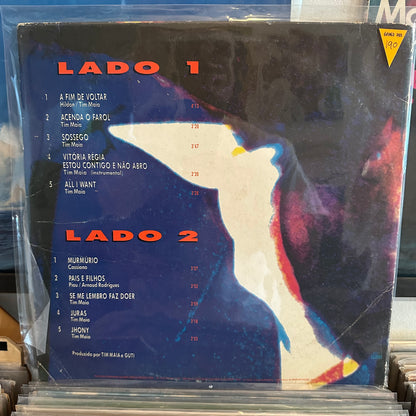 LADO 1
1 A FIM DE VOLTAR
Hildon / Tim Maia
2 ACENDA O FAROL
Tim Maia
3 SOSSEGO
Tim Maia
4 VITÓRIA RÉGIA
ESTOU CONTIGO E NÃO ABRO
Tim Maia (instrumental)
5 ALL I WANT
Tim Maia
LADO 2
1 MURMÚRIO
Cassiano
2 PAIS E FILHOS
Piau / Arnaud Rodrigues
3 SE ME LEMBRO FAZ DOER
Tim Maia
4 JURAS
Tim Maia
5 JHONY
Tim Maia
Produzido por TIM MAIA e GUTI
190